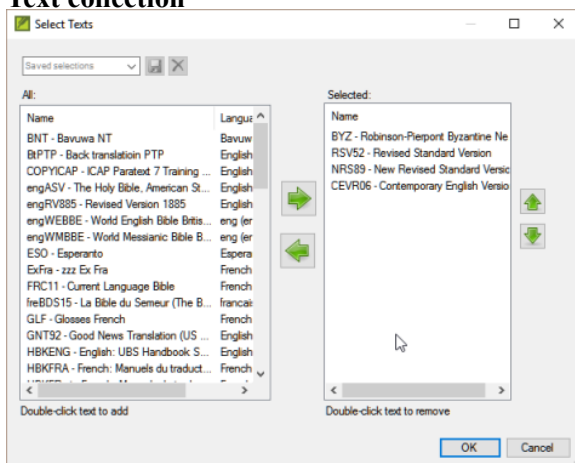 Text collection
Select Texts
Saved selections
All:
Name Langua
BNT - Bavuwa NT Bavuw
BtPTP - Back translatioin PTP English
COPYICAP - ICAP Paratext 7 Training ... English
engASV - The Holy Bible, American St... English
engRV885 - Revised Version 1885 English
engWEBBE - World English Bible Britis... eng (er
engWMBBE - World Messianic Bible B... eng (er
ESO - Esperanto Espera
ExFra - zzz Ex Fra French
FRC11 - Current Language Bible French
freBDS15 - La Bible du Semeur (The B... francais
GLF - Glosses French French
GNT92 - Good News Translation (US ... English
HBKENG - English: UBS Handbook S... English
HBKFRA - French: Manuels du traduct... French
Double-click text to add
Selected:
Name
BYZ - Robinson-Pierpont Byzantine Ne
RSV52 - Revised Standard Version
NRS89 - New Revised Standard Versic
CEVR06 - Contemporary English Versio
Double-click text to remove
OK Cancel